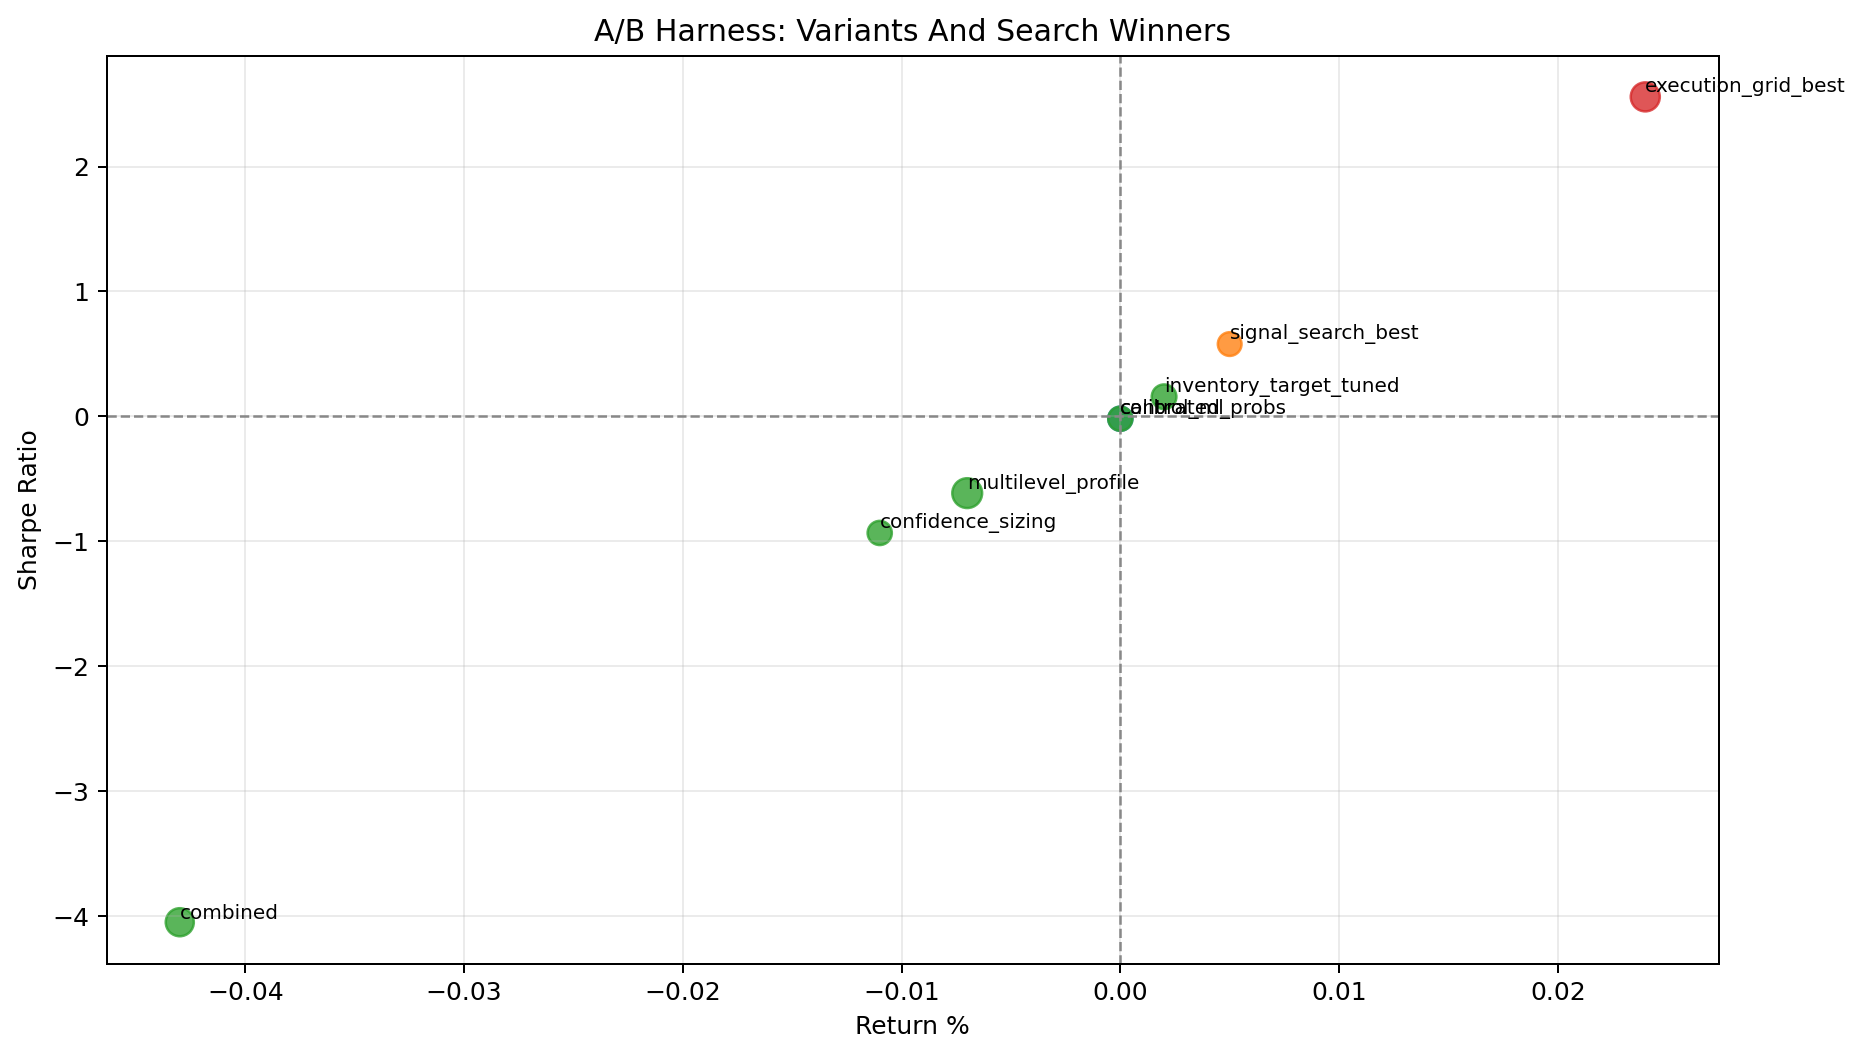 A/B Harness: Variants And Search Winners
execution_grid_best
signal_search_best
inventory_target_tuned
multilevel_profile
confidence_sizing
combined
2
1
0
−1
−2
−3
−4
Sharpe Ratio
−0.04
−0.03
−0.02
−0.01
0.00
0.01
0.02
Return %